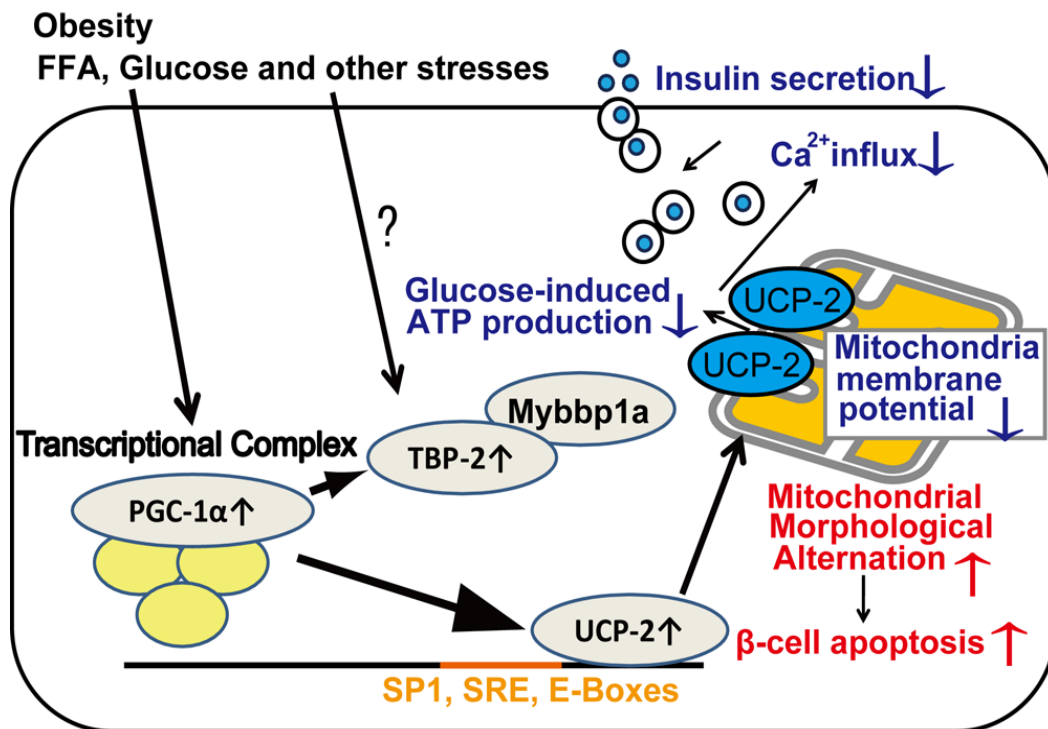 Obesity
FFA, Glucose and other stresses
Insulin secretion↓
Ca²⁺influx↓
?
Glucose-induced
ATP production↓
UCP-2
UCP-2
Mitochondria
membrane
potential↓
Mybbp1a
TBP-2↑
Transcriptional Complex
PGC-1α↑
Mitochondrial
Morphological
Alternation↑
UCP-2↑
β-cell apoptosis↑
SP1, SRE, E-Boxes